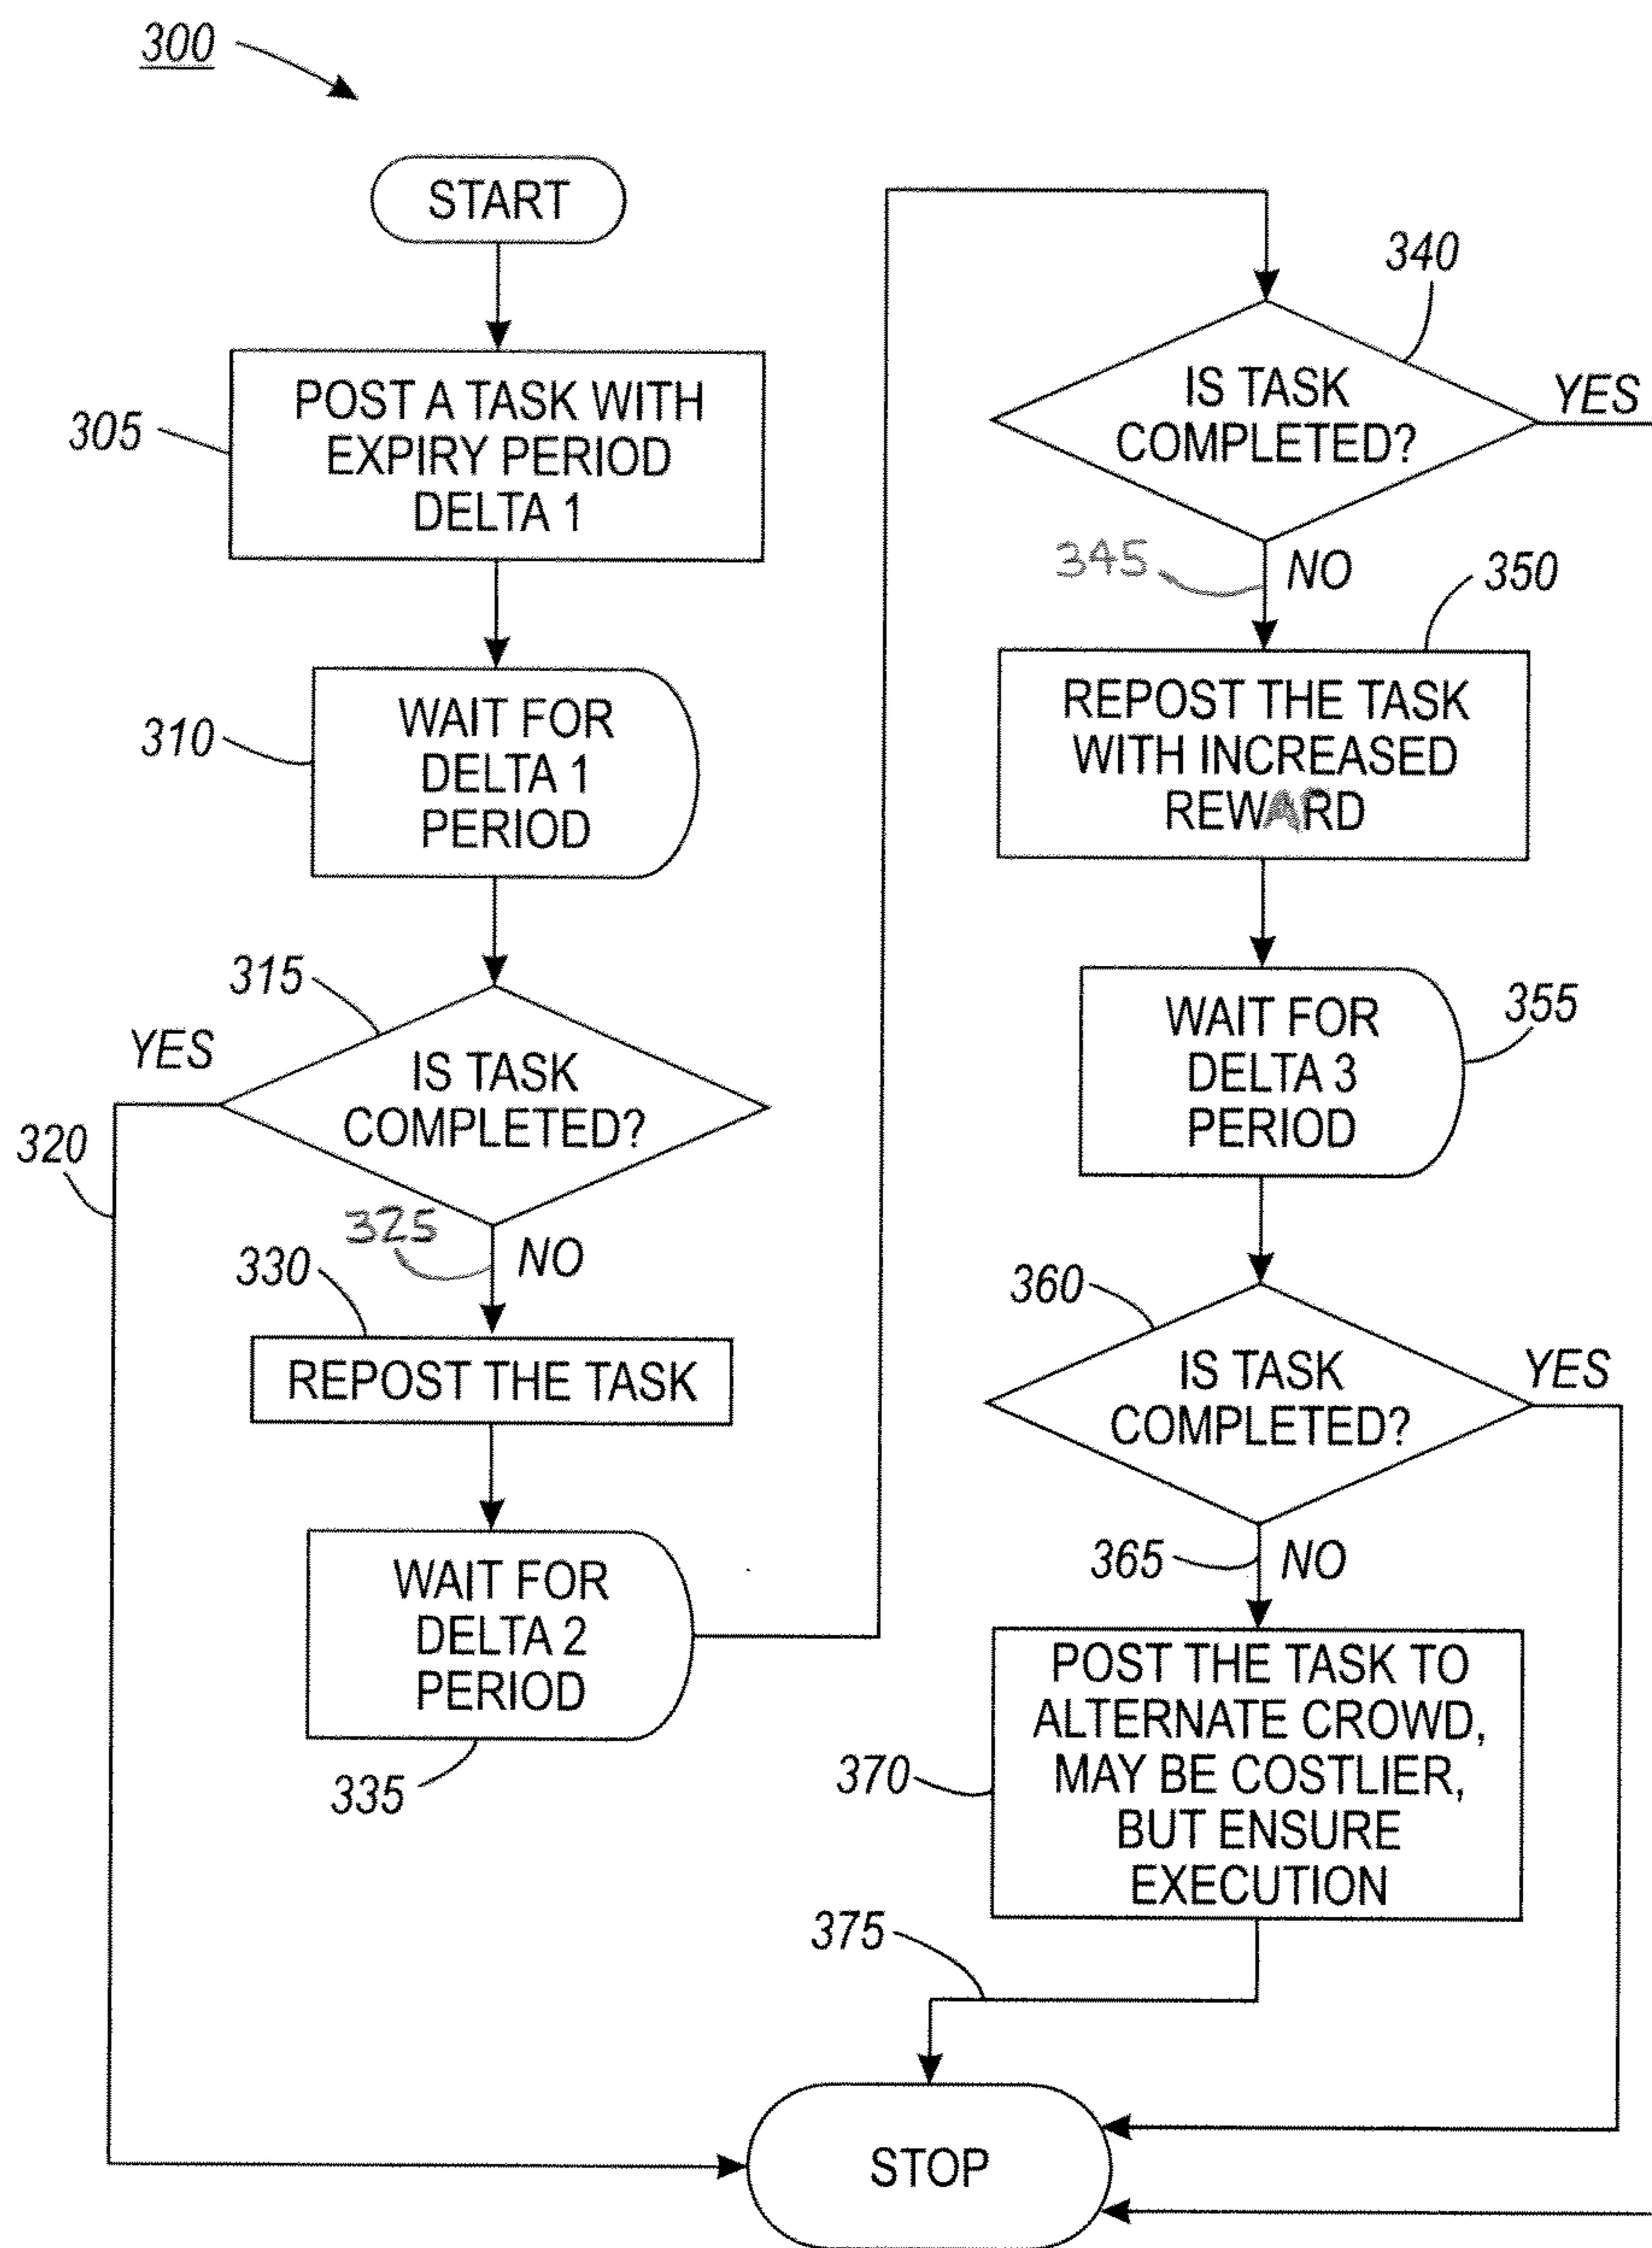 300
START
305
POST A TASK WITH
EXPIRY PERIOD
DELTA 1
310
WAIT FOR
DELTA 1
PERIOD
315
YES
IS TASK
COMPLETED?
320
325
NO
330
REPOST THE TASK
WAIT FOR
DELTA 2
PERIOD
335
340
IS TASK
COMPLETED?
YES
345
NO
350
REPOST THE TASK
WITH INCREASED
REWARD
355
WAIT FOR
DELTA 3
PERIOD
360
IS TASK
COMPLETED?
YES
365
NO
370
POST THE TASK TO
ALTERNATE CROWD,
MAY BE COSTLIER,
BUT ENSURE
EXECUTION
375
STOP